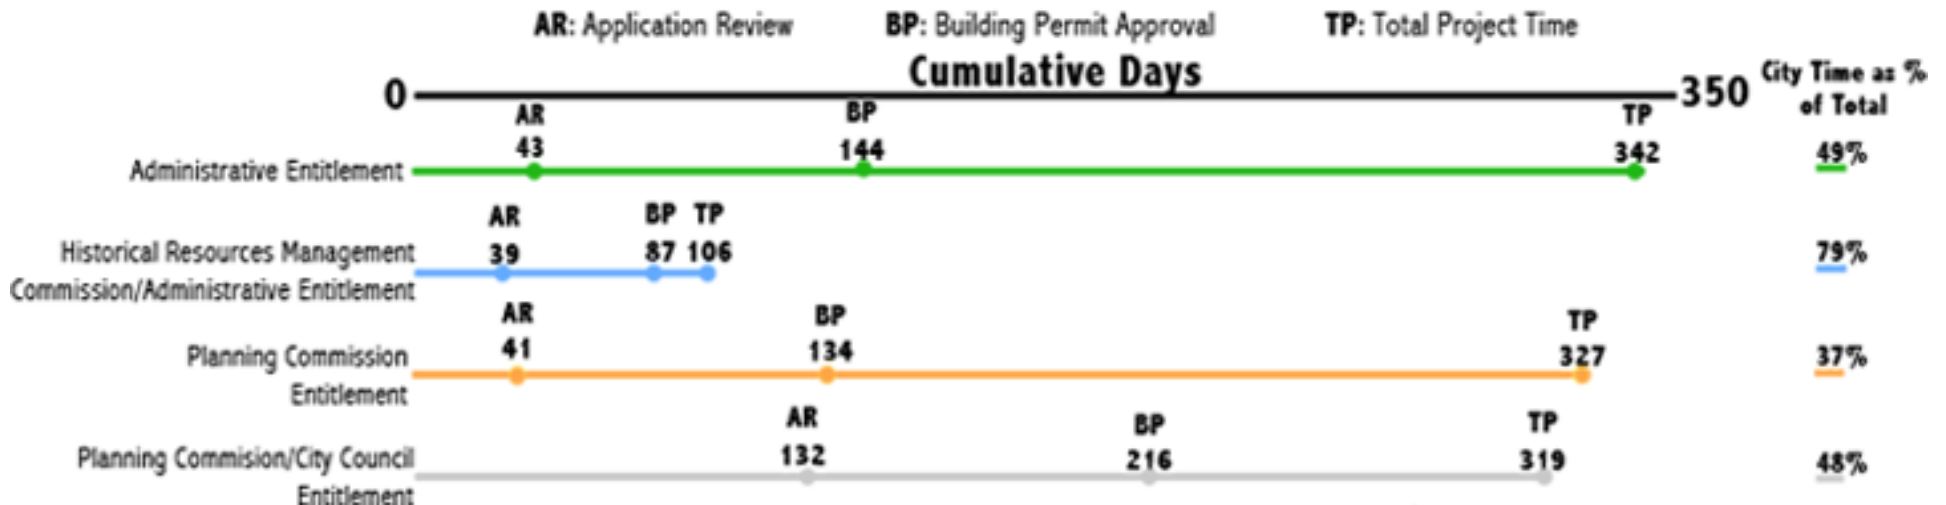 AR: Application Review BP: Building Permit Approval TP: Total Project Time
Cumulative Days
0 350
City Time as %
of Total
AR BP TP
43 144 342
Administrative Entitlement 49%
AR BP TP
Historical Resources Management 39 87 106 79%
Commission/Administrative Entitlement
AR BP TP
41 134 327
Planning Commission 37%
Entitlement
AR BP TP
Planning Commision/City Council 132 216 319 48%
Entitlement